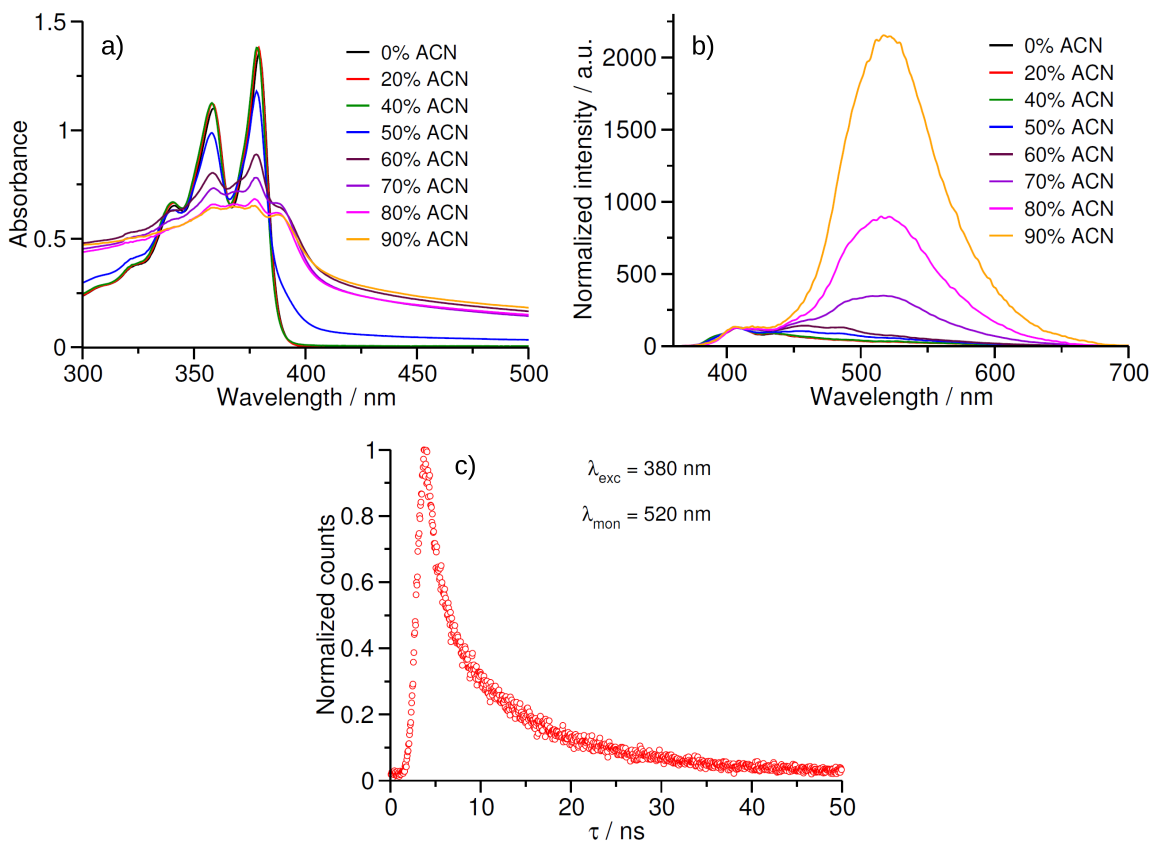 a)
1.5
1
0.5
0
Absorbance
300
350
400
450
500
Wavelength / nm
0% ACN
20% ACN
40% ACN
50% ACN
60% ACN
70% ACN
80% ACN
90% ACN
b)
2000
1500
1000
500
0
Normalized intensity / a.u.
400
500
600
700
Wavelength / nm
0% ACN
20% ACN
40% ACN
50% ACN
60% ACN
70% ACN
80% ACN
90% ACN
c)
λexc = 380 nm
λmon = 520 nm
1
0.8
0.6
0.4
0.2
0
Normalized counts
0
10
20
30
40
50
τ / ns